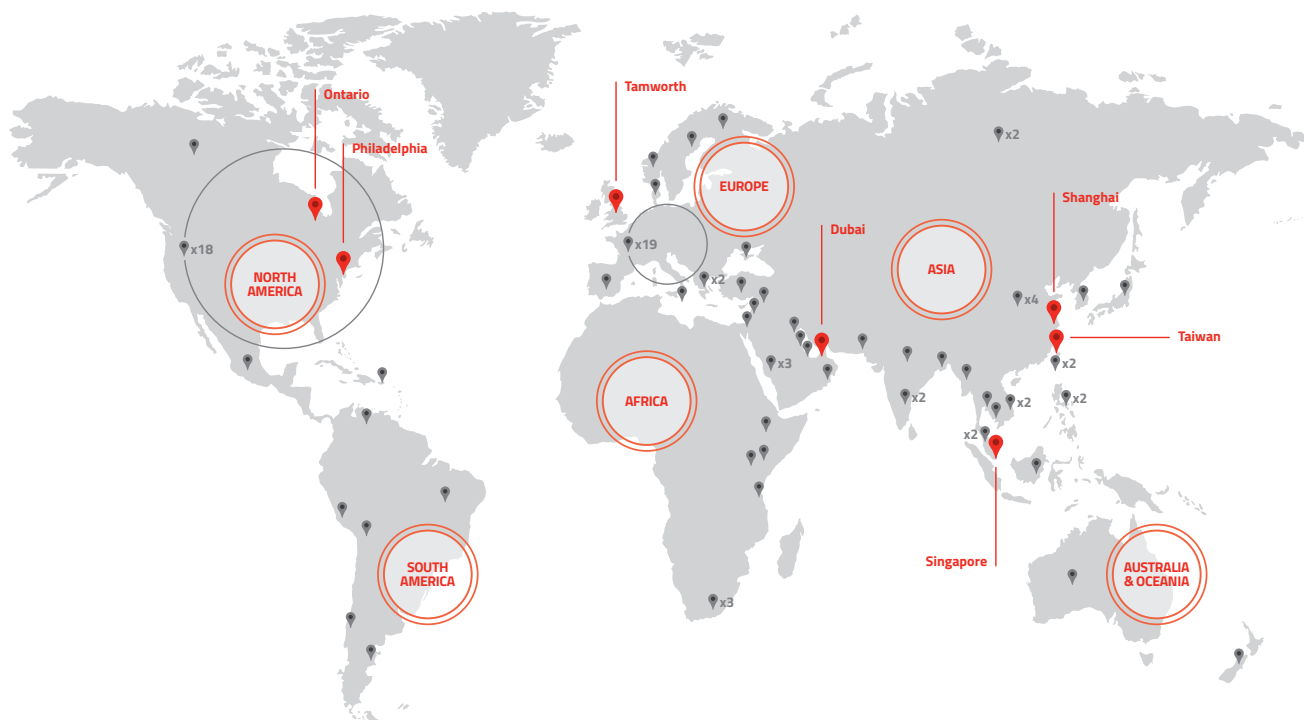 Ontario
Philadelphia
Tamworth
x2
EUROPE
Shanghai
Dubai
x18
x19
NORTH
AMERICA
ASIA
x2
x4
Taiwan
x3
x2
AFRICA
x2
x2
x2
x2
Singapore
SOUTH
AMERICA
AUSTRALIA
& OCEANIA
x3